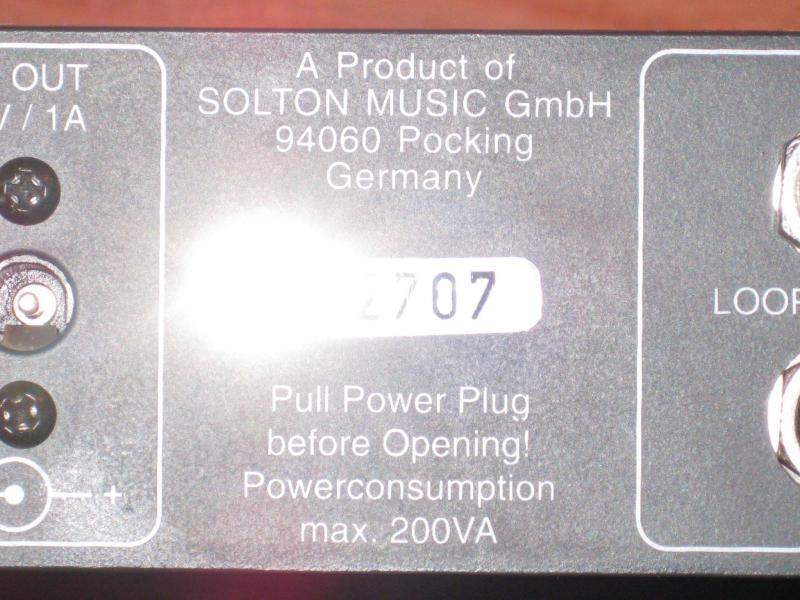 OUT
V / 1A
A Product of
SOLTON MUSIC GmbH
94060 Pocking
Germany
2707
LOOP
Pull Power Plug
before Opening!
Powerconsumption
max. 200VA
+